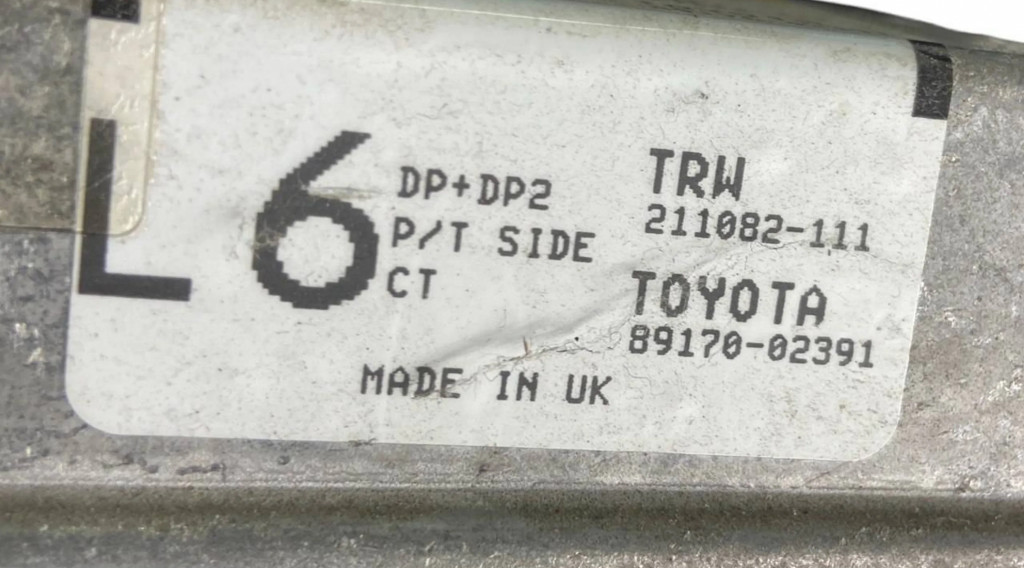 L6
DP+DP2
P/T SIDE
CT
TRW
211082-111
TOYOTA
89170-02391
MADE IN UK